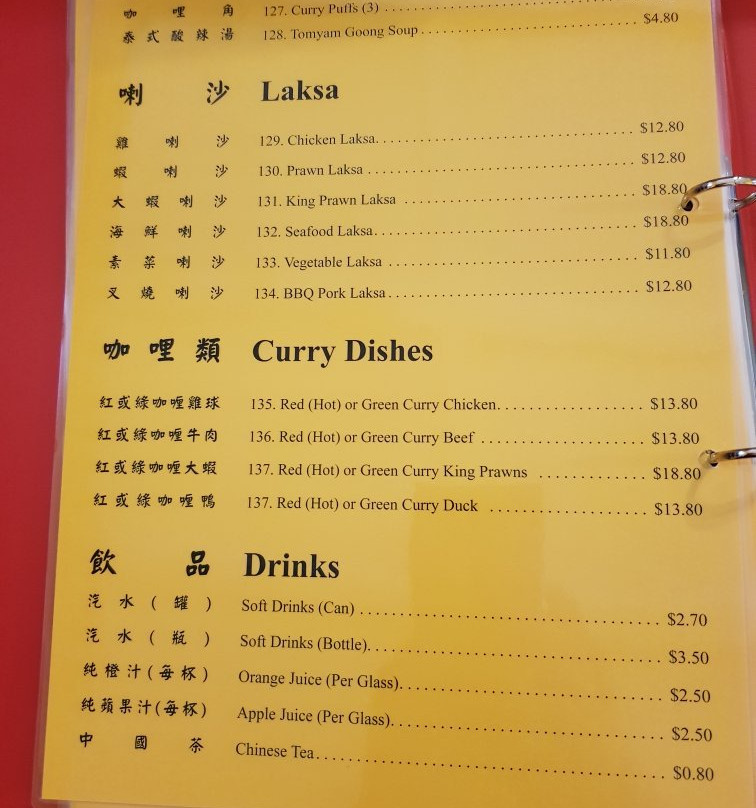 咖哩角 127. Curry Puffs (3)
泰式酸辣湯 128. Tomyam Goong Soup $4.80
喇沙 Laksa
雞喇沙 129. Chicken Laksa $12.80
蝦喇沙 130. Prawn Laksa $12.80
大蝦喇沙 131. King Prawn Laksa $18.80
海鮮喇沙 132. Seafood Laksa $18.80
素菜喇沙 133. Vegetable Laksa $11.80
叉燒喇沙 134. BBQ Pork Laksa $12.80
咖哩類 Curry Dishes
紅或綠咖喱雞球 135. Red (Hot) or Green Curry Chicken $13.80
紅或綠咖喱牛肉 136. Red (Hot) or Green Curry Beef $13.80
紅或綠咖喱大蝦 137. Red (Hot) or Green Curry King Prawns $18.80
紅或綠咖喱鴨 137. Red (Hot) or Green Curry Duck $13.80
飲品 Drinks
汽水(罐) Soft Drinks (Can) $2.70
汽水(瓶) Soft Drinks (Bottle) $3.50
純橙汁(每杯) Orange Juice (Per Glass) $2.50
純蘋果汁(每杯) Apple Juice (Per Glass) $2.50
中國茶 Chinese Tea $0.80